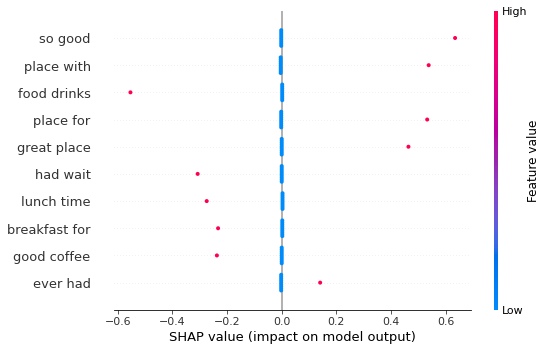 High
so good
place with
food drinks
place for
great place
had wait
lunch time
breakfast for
good coffee
ever had
Feature value
Low
−0.6 −0.4 −0.2 0.0 0.2 0.4 0.6
SHAP value (impact on model output)